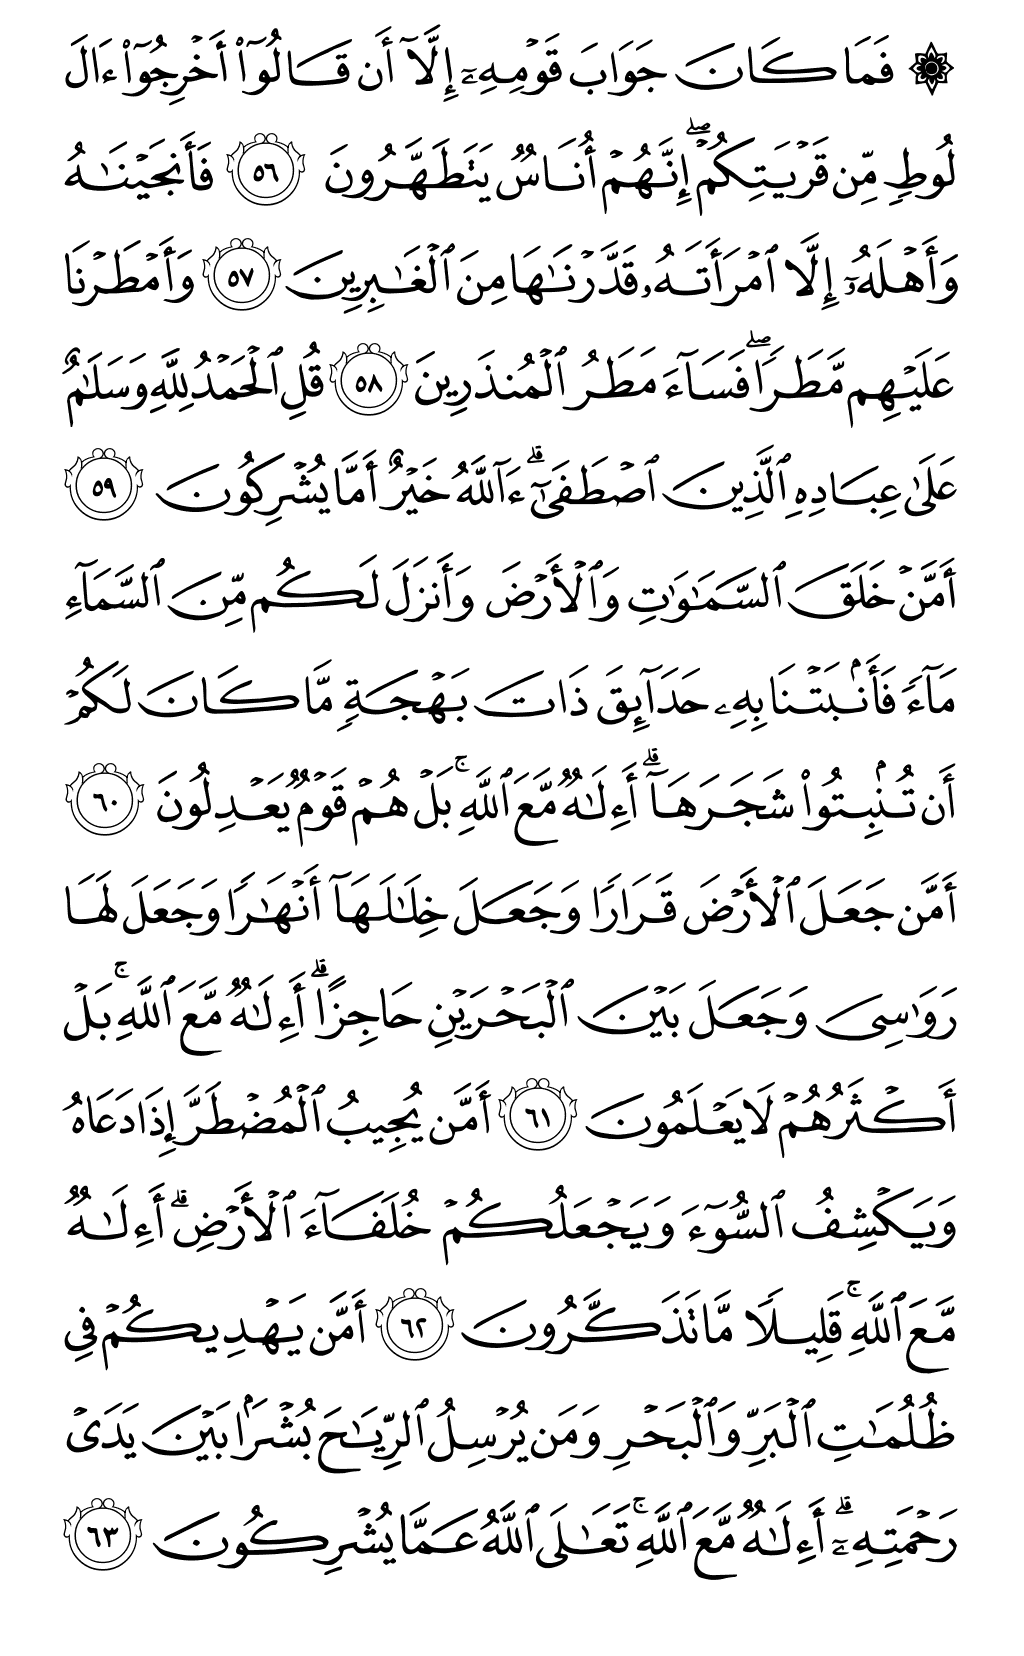 ۞ فَمَا كَانَ جَوَابَ قَوْمِهِۦٓ إِلَّآ أَن قَالُوٓا۟ أَخْرِجُوٓا۟ ءَالَ
لُوطٍ مِّن قَرْيَتِكُمْ ۖ إِنَّهُمْ أُنَاسٌ يَتَطَهَّرُونَ ٥٦ فَأَنجَيْنَـٰهُ
وَأَهْلَهُۥٓ إِلَّا ٱمْرَأَتَهُۥ قَدَّرْنَـٰهَا مِنَ ٱلْغَـٰبِرِينَ ٥٧ وَأَمْطَرْنَا
عَلَيْهِم مَّطَرًا ۖ فَسَآءَ مَطَرُ ٱلْمُنذَرِينَ ٥٨ قُلِ ٱلْحَمْدُ لِلَّهِ وَسَلَـٰمٌ
عَلَىٰ عِبَادِهِ ٱلَّذِينَ ٱصْطَفَىٰٓ ۗ ءَآللَّهُ خَيْرٌ أَمَّا يُشْرِكُونَ ٥٩
أَمَّنْ خَلَقَ ٱلسَّمَـٰوَٰتِ وَٱلْأَرْضَ وَأَنزَلَ لَكُم مِّنَ ٱلسَّمَآءِ
مَآءً فَأَنۢبَتْنَا بِهِۦ حَدَآئِقَ ذَاتَ بَهْجَةٍ مَّا كَانَ لَكُمْ
أَن تُنۢبِتُوا۟ شَجَرَهَآ ۗ أَءِلَـٰهٌ مَّعَ ٱللَّهِ ۚ بَلْ هُمْ قَوْمٌ يَعْدِلُونَ ٦٠
أَمَّن جَعَلَ ٱلْأَرْضَ قَرَارًا وَجَعَلَ خِلَـٰلَهَآ أَنْهَـٰرًا وَجَعَلَ لَهَا
رَوَٰسِىَ وَجَعَلَ بَيْنَ ٱلْبَحْرَيْنِ حَاجِزًا ۗ أَءِلَـٰهٌ مَّعَ ٱللَّهِ ۚ بَلْ
أَكْثَرُهُمْ لَا يَعْلَمُونَ ٦١ أَمَّن يُجِيبُ ٱلْمُضْطَرَّ إِذَا دَعَاهُ
وَيَكْشِفُ ٱلسُّوٓءَ وَيَجْعَلُكُمْ خُلَفَآءَ ٱلْأَرْضِ ۗ أَءِلَـٰهٌ
مَّعَ ٱللَّهِ ۚ قَلِيلًا مَّا تَذَكَّرُونَ ٦٢ أَمَّن يَهْدِيكُمْ فِى
ظُلُمَـٰتِ ٱلْبَرِّ وَٱلْبَحْرِ وَمَن يُرْسِلُ ٱلرِّيَـٰحَ بُشْرًۢا بَيْنَ يَدَىْ
رَحْمَتِهِۦٓ ۗ أَءِلَـٰهٌ مَّعَ ٱللَّهِ ۚ تَعَـٰلَى ٱللَّهُ عَمَّا يُشْرِكُونَ ٦٣